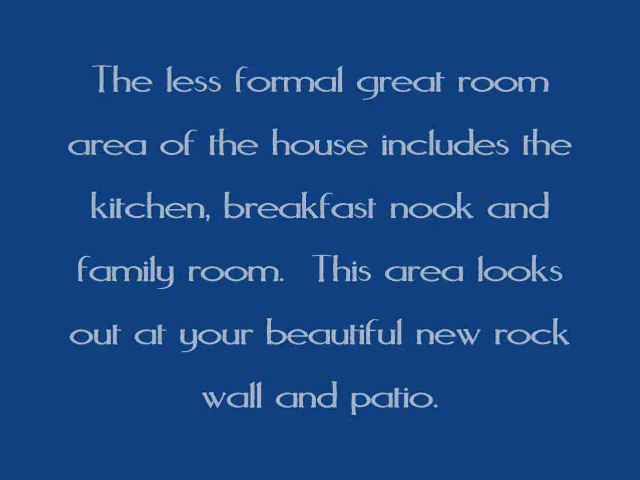 The less formal great room
area of the house includes the
kitchen, breakfast nook and
family room.  This area looks
out at your beautiful new rock
wall and patio.